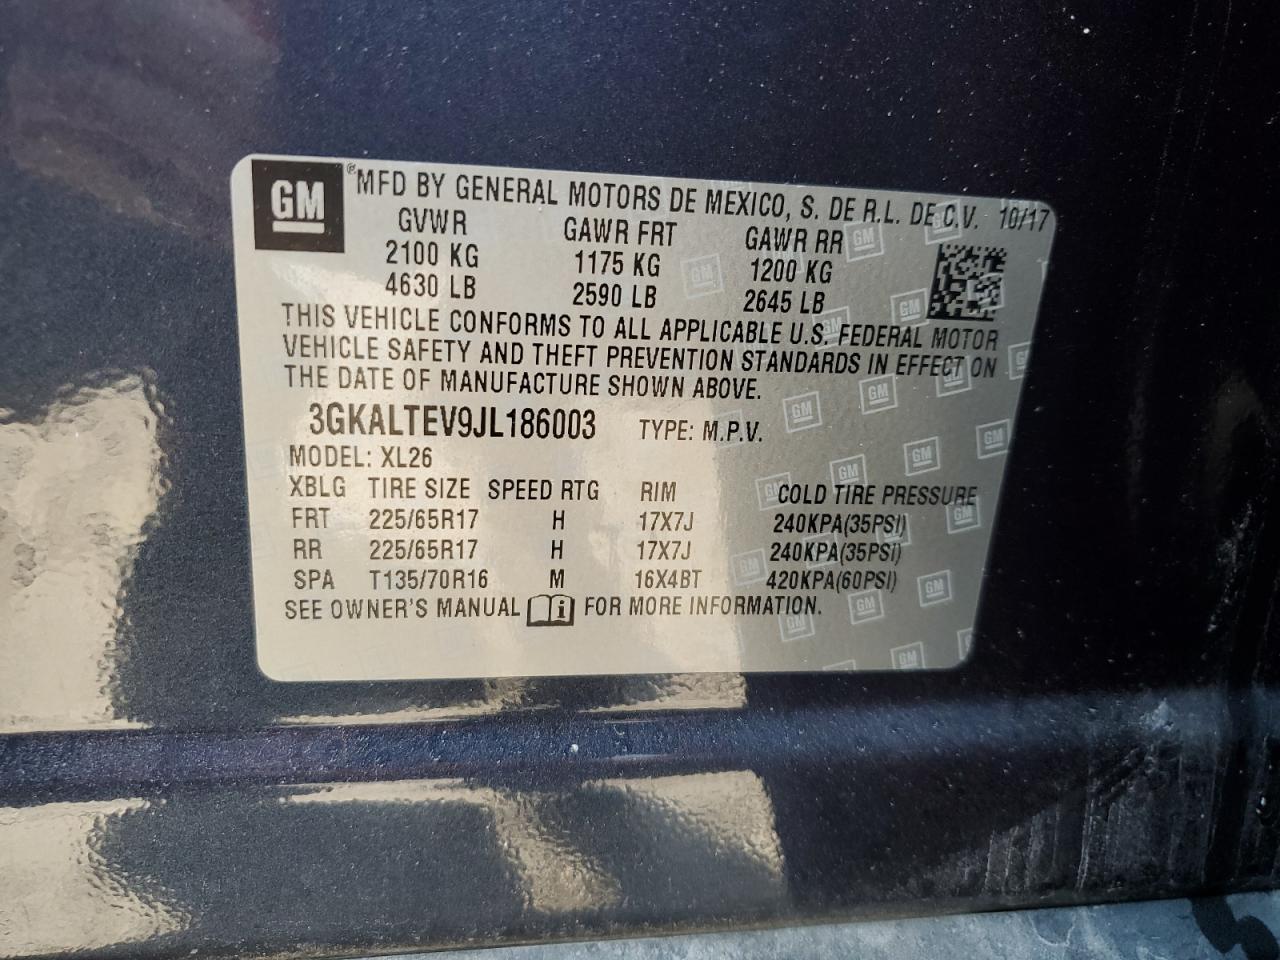 GM ® MFD BY GENERAL MOTORS DE MEXICO, S. DE R.L. DE C.V. 10/17
GVWR GAWR FRT GAWR RR
2100 KG 1175 KG 1200 KG
4630 LB 2590 LB 2645 LB
THIS VEHICLE CONFORMS TO ALL APPLICABLE U.S. FEDERAL MOTOR
VEHICLE SAFETY AND THEFT PREVENTION STANDARDS IN EFFECT ON
THE DATE OF MANUFACTURE SHOWN ABOVE.
3GKALTEV9JL186003 TYPE: M.P.V.
MODEL: XL26
XBLG TIRE SIZE SPEED RTG RIM COLD TIRE PRESSURE
FRT 225/65R17 H 17X7J 240KPA(35PSI)
RR 225/65R17 H 17X7J 240KPA(35PSI)
SPA T135/70R16 M 16X4BT 420KPA(60PSI)
SEE OWNER'S MANUAL i FOR MORE INFORMATION.